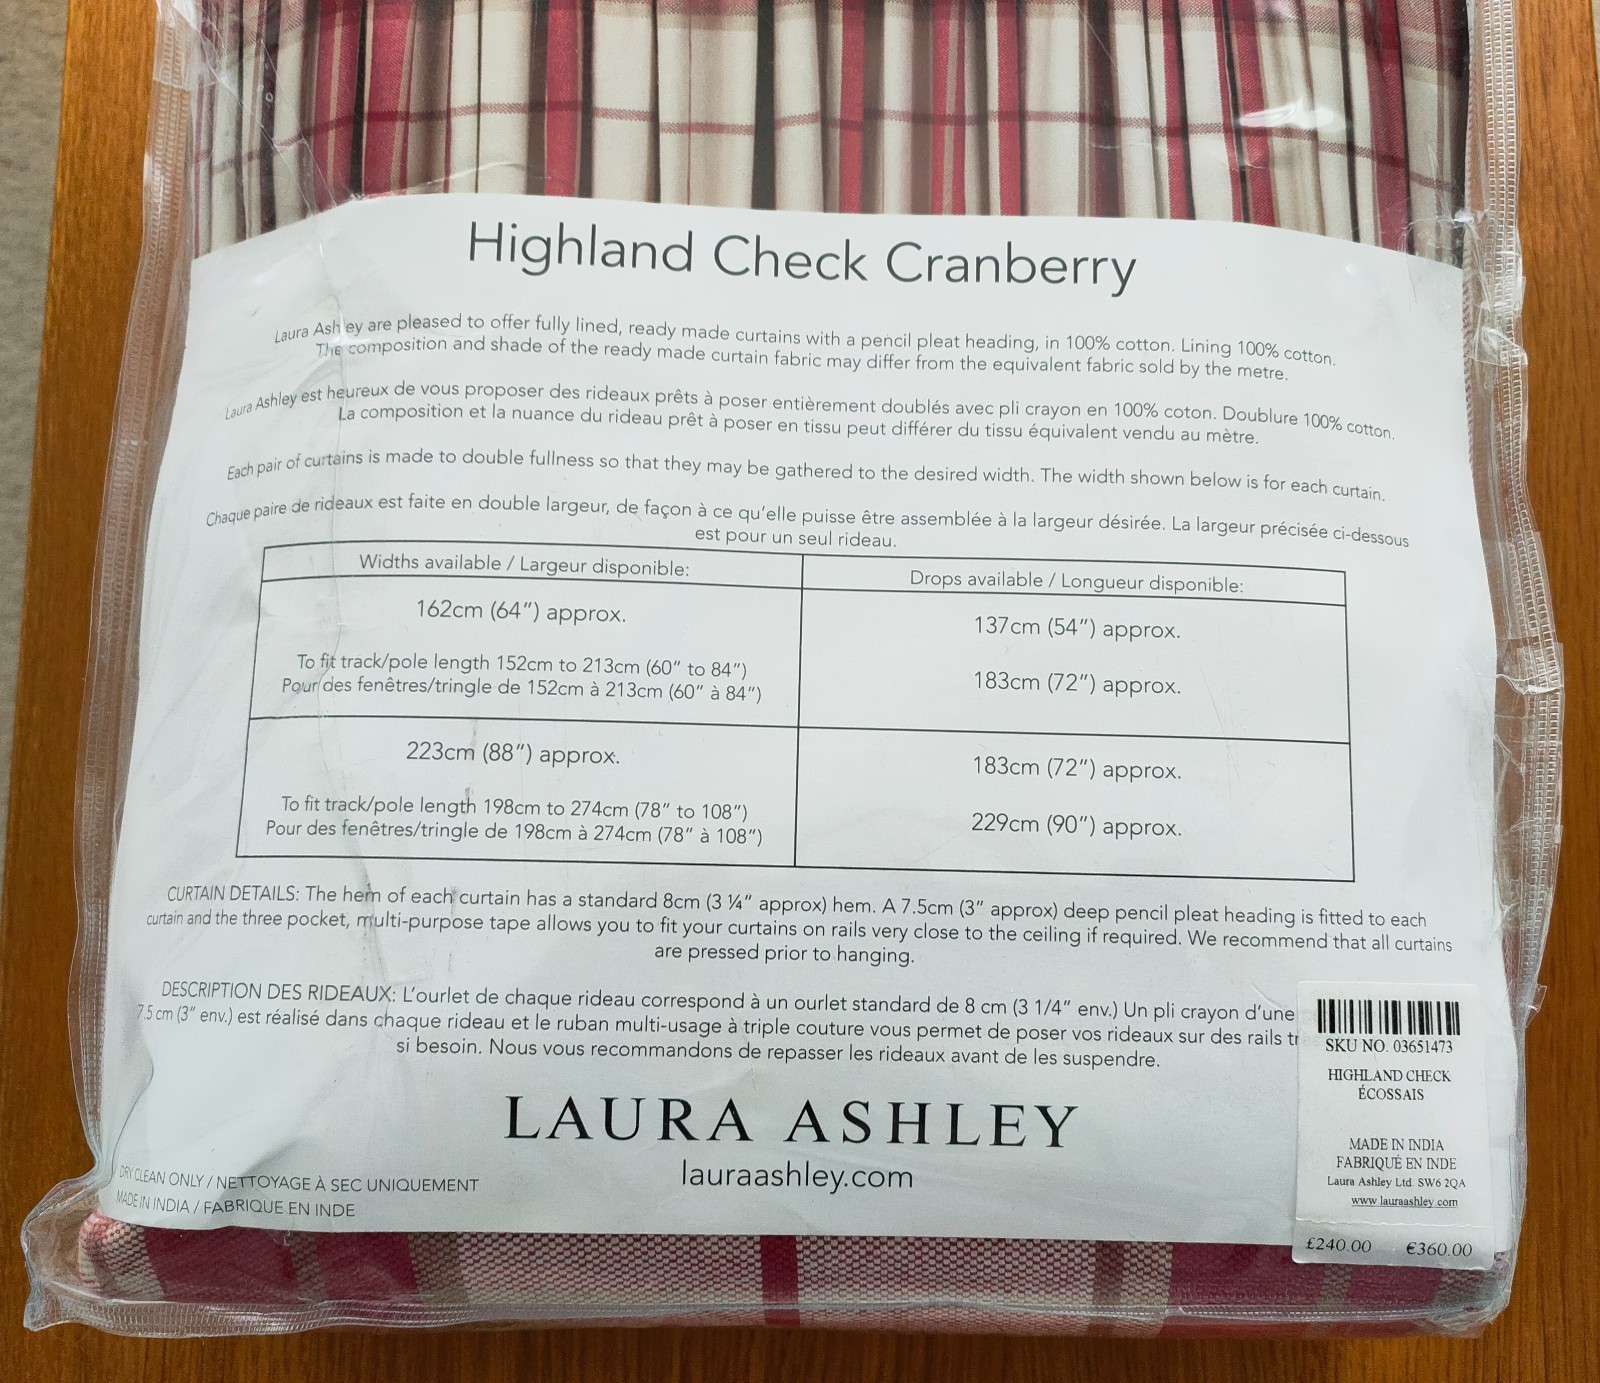 Highland Check Cranberry
Laura Ashley are pleased to offer fully lined, ready made curtains with a pencil pleat heading, in 100% cotton. Lining 100% cotton.
The composition and shade of the ready made curtain fabric may differ from the equivalent fabric sold by the metre.
Laura Ashley est heureux de vous proposer des rideaux prêts à poser entièrement doublés avec pli crayon en 100% coton. Doublure 100% cotton.
La composition et la nuance du rideau prêt à poser en tissu peut différer du tissu équivalent vendu au mètre.
Each pair of curtains is made to double fullness so that they may be gathered to the desired width. The width shown below is for each curtain.
Chaque paire de rideaux est faite en double largeur, de façon à ce qu'elle puisse être assemblée à la largeur désirée. La largeur précisée ci-dessous
est pour un seul rideau.
Widths available / Largeur disponible:
Drops available / Longueur disponible:
162cm (64") approx.
To fit track/pole length 152cm to 213cm (60" to 84")
Pour des fenêtres/tringle de 152cm à 213cm (60" à 84")
137cm (54") approx.
183cm (72") approx.
223cm (88") approx.
To fit track/pole length 198cm to 274cm (78" to 108")
Pour des fenêtres/tringle de 198cm à 274cm (78" à 108")
183cm (72") approx.
229cm (90") approx.
CURTAIN DETAILS: The hem of each curtain has a standard 8cm (3 ¼" approx) hem. A 7.5cm (3" approx) deep pencil pleat heading is fitted to each
curtain and the three pocket, multi-purpose tape allows you to fit your curtains on rails very close to the ceiling if required. We recommend that all curtains
are pressed prior to hanging.
DESCRIPTION DES RIDEAUX: L'ourlet de chaque rideau correspond à un ourlet standard de 8 cm (3 1/4" env.) Un pli crayon d'une
7.5 cm (3" env.) est réalisé dans chaque rideau et le ruban multi-usage à triple couture vous permet de poser vos rideaux sur des rails
si besoin. Nous vous recommandons de repasser les rideaux avant de les suspendre.
LAURA ASHLEY
lauraashley.com
DRY CLEAN ONLY / NETTOYAGE À SEC UNIQUEMENT
MADE IN INDIA / FABRIQUE EN INDE
SKU NO. 03651473
HIGHLAND CHECK
ÉCOSSAIS
MADE IN INDIA
FABRIQUÉ EN INDE
Laura Ashley Ltd SW6 2QA
www.lauraashley.com
£240.00 €360.00